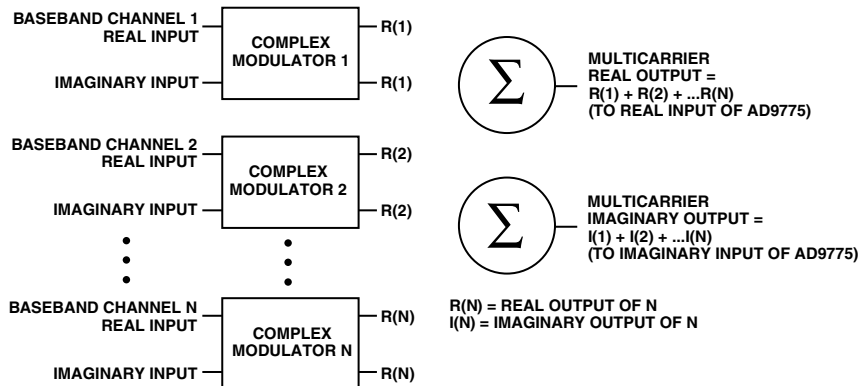 BASEBAND CHANNEL 1
REAL INPUT
IMAGINARY INPUT
COMPLEX
MODULATOR 1
R(1)
R(1)
BASEBAND CHANNEL 2
REAL INPUT
IMAGINARY INPUT
COMPLEX
MODULATOR 2
R(2)
R(2)
BASEBAND CHANNEL N
REAL INPUT
IMAGINARY INPUT
COMPLEX
MODULATOR N
R(N)
R(N)
Σ
MULTICARRIER
REAL OUTPUT =
R(1) + R(2) + ...R(N)
(TO REAL INPUT OF AD9775)
Σ
MULTICARRIER
IMAGINARY OUTPUT =
I(1) + I(2) + ...I(N)
(TO IMAGINARY INPUT OF AD9775)
R(N) = REAL OUTPUT OF N
I(N) = IMAGINARY OUTPUT OF N